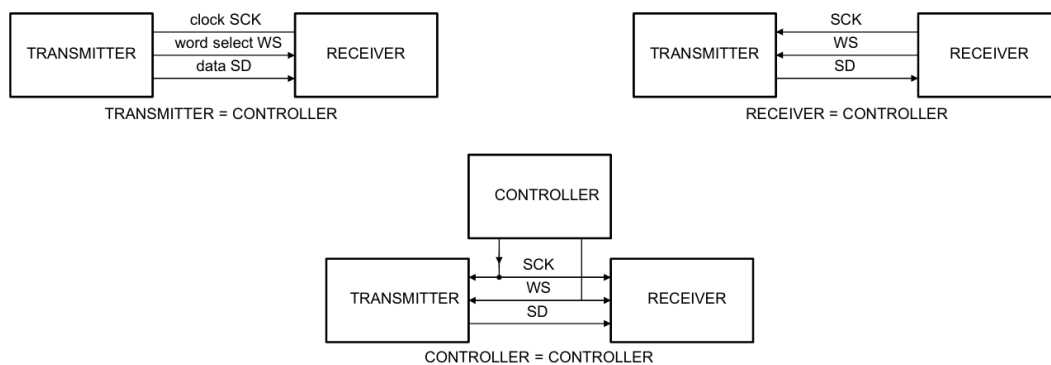 clock SCK
TRANSMITTER
word select WS
RECEIVER
data SD
TRANSMITTER = CONTROLLER
SCK
TRANSMITTER
WS
RECEIVER
SD
RECEIVER = CONTROLLER
CONTROLLER
SCK
TRANSMITTER
WS
RECEIVER
SD
CONTROLLER = CONTROLLER